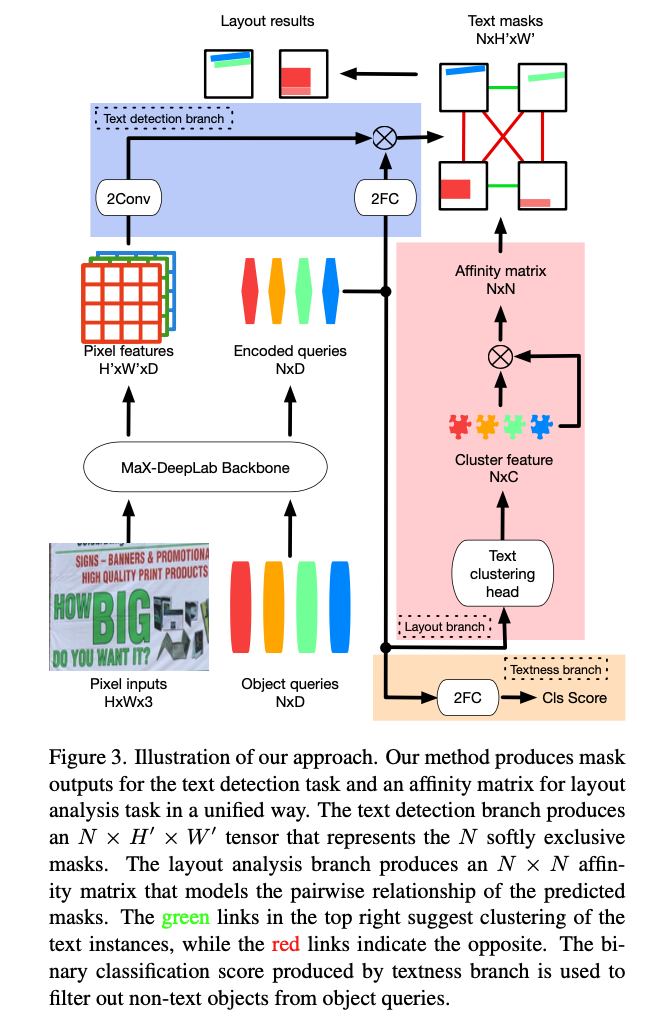 Layout results
Text masks
NxH'xW'
Text detection branch
2Conv
2FC
Affinity matrix
NxN
Pixel features
H'xW'xD
Encoded queries
NxD
MaX-DeepLab Backbone
Cluster feature
NxC
Text
clustering
head
SIGNS – BANNERS & PROMOTIONA
HIGH QUALITY PRINT PRODUCTS
HOW BIG
DO YOU WANT IT?
Layout branch
Pixel inputs
HxWx3
Object queries
NxD
Textness branch
2FC
Cls Score
Figure 3. Illustration of our approach. Our method produces mask
outputs for the text detection task and an affinity matrix for layout
analysis task in a unified way. The text detection branch produces
an N × H′ × W′ tensor that represents the N softly exclusive
masks. The layout analysis branch produces an N × N affin-
ity matrix that models the pairwise relationship of the predicted
masks. The green links in the top right suggest clustering of the
text instances, while the red links indicate the opposite. The bi-
nary classification score produced by textness branch is used to
filter out non-text objects from object queries.